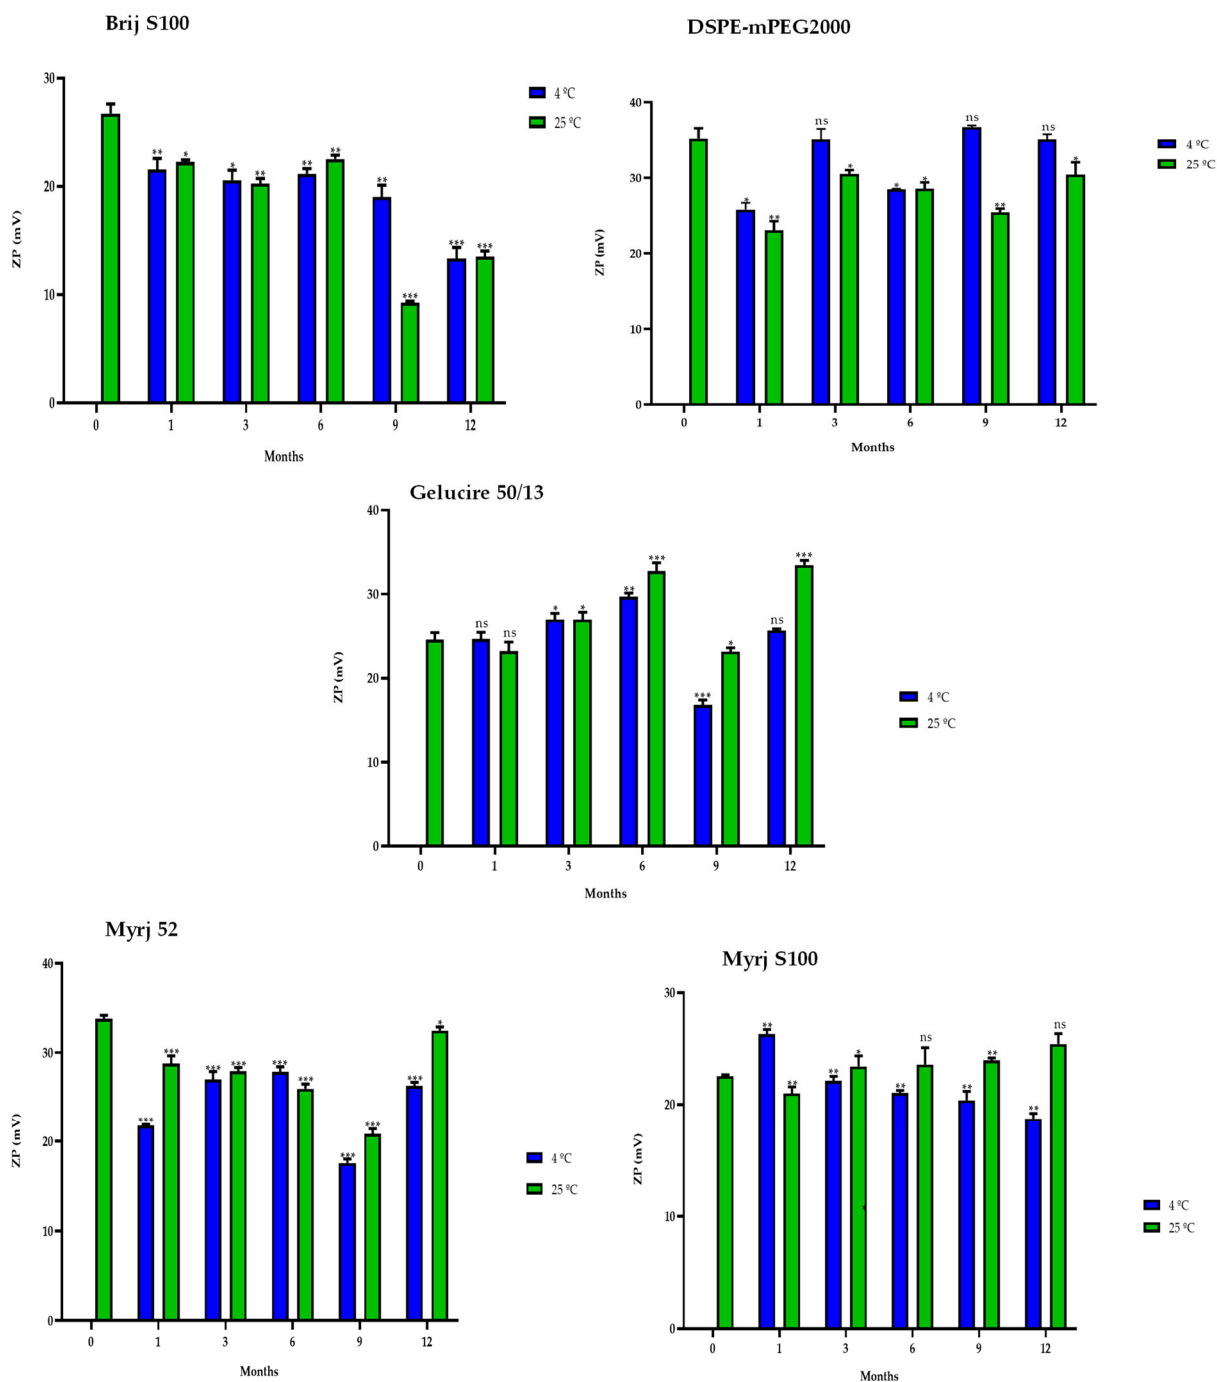 Brij S100
30
20
10
0
ZP (mV)
** * * ** ** ** ** *** *** ***
0 1 3 6 9 12
Months
4 ºC
25 ºC
DSPE-mPEG2000
40
30
20
10
0
ZP (mV)
* ** ns * * * ns ** ns *
0 1 3 6 9 12
Months
4 ºC
25 ºC
Gelucire 50/13
40
30
20
10
0
ZP (mV)
ns ns * * ** *** *** * ns ***
0 1 3 6 9 12
Months
4 ºC
25 ºC
Myrj 52
40
30
20
10
0
ZP (mV)
*** *** *** *** *** *** *** *** *** *
0 1 3 6 9 12
Months
4 ºC
25 ºC
Myrj S100
30
20
10
0
ZP (mV)
** ** ** * ** ns ** ** ** ns
*
0 1 3 6 9 12
Months
4 ºC
25 ºC